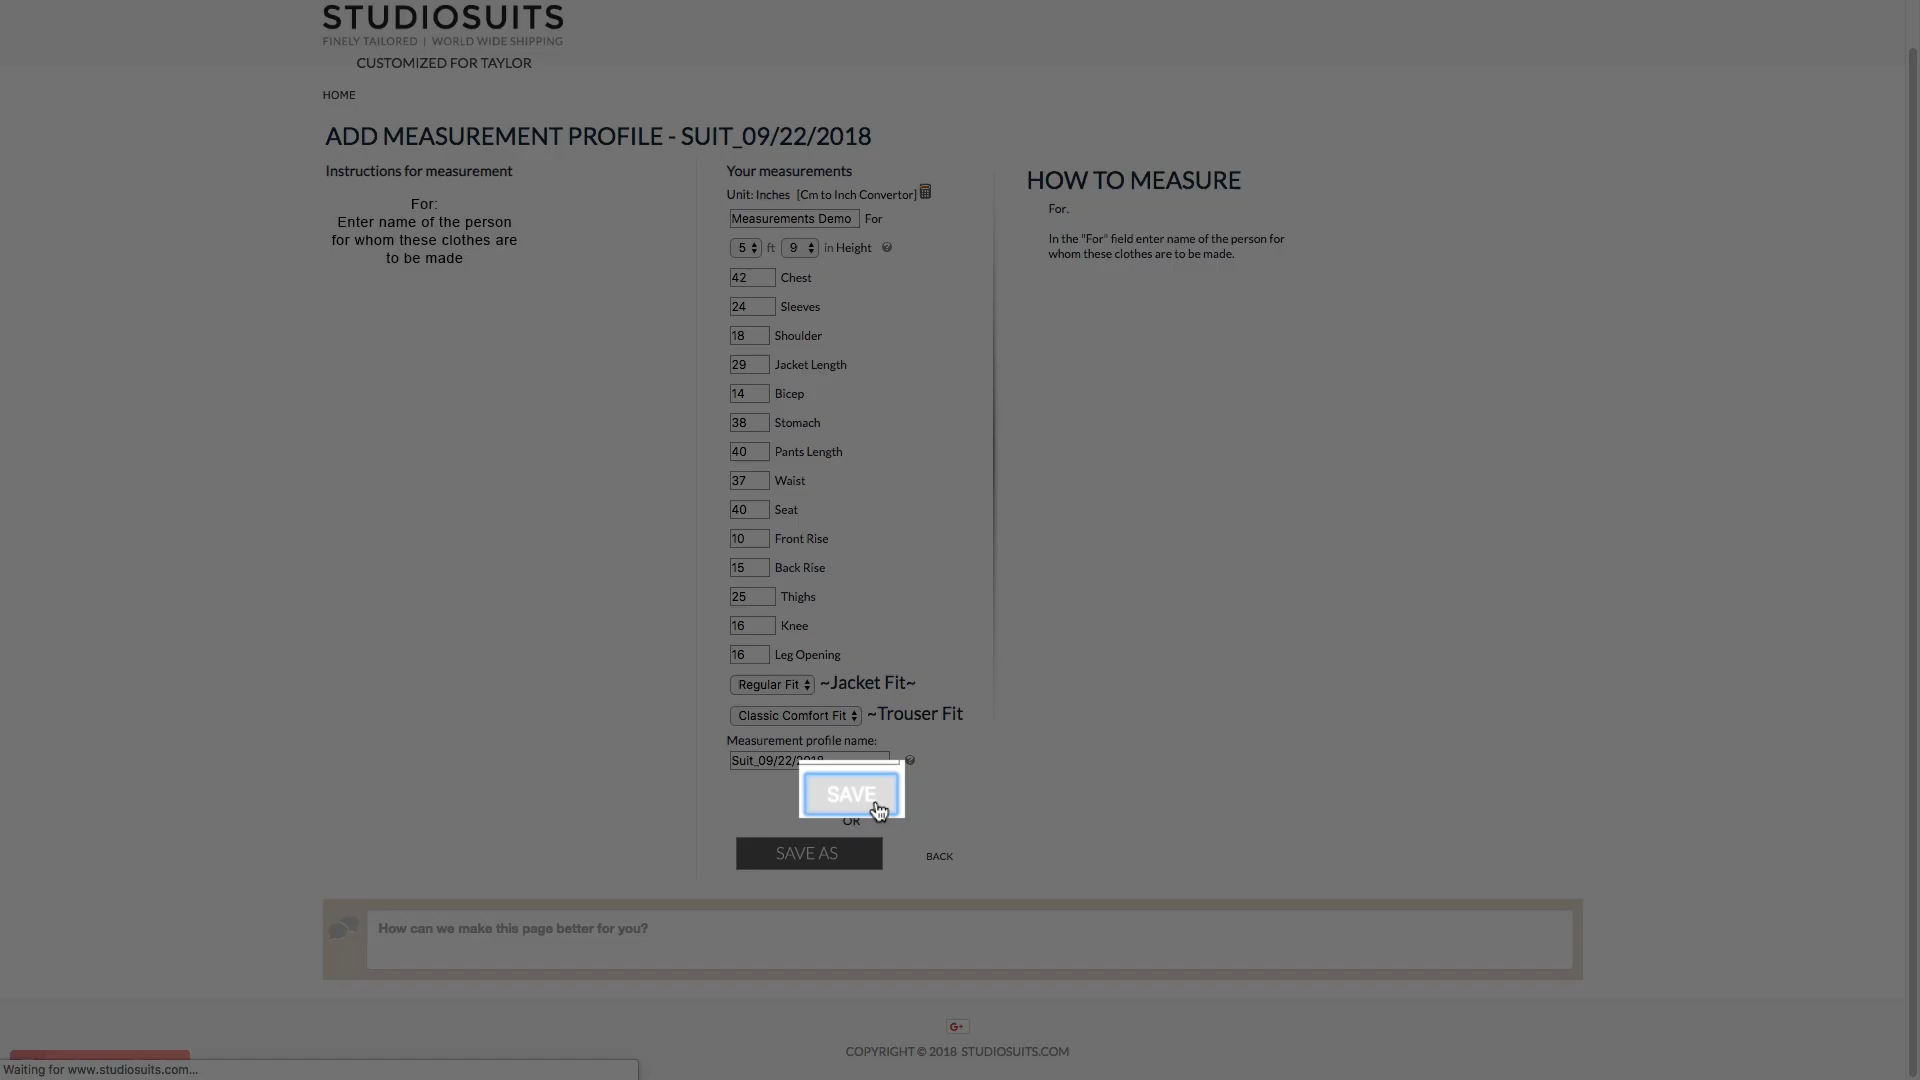 STUDIOSUITS
FINELY TAILORED | WORLD WIDE SHIPPING
CUSTOMIZED FOR TAYLOR
HOME
ADD MEASUREMENT PROFILE - SUIT_09/22/2018
Instructions for measurement
For:
Enter name of the person
for whom these clothes are
to be made
Your measurements
Unit: Inches [Cm to Inch Convertor]
Measurements Demo For
5 ft 9 in Height
42 Chest
24 Sleeves
18 Shoulder
29 Jacket Length
14 Bicep
38 Stomach
40 Pants Length
37 Waist
40 Seat
10 Front Rise
15 Back Rise
25 Thighs
16 Knee
16 Leg Opening
Regular Fit ~Jacket Fit~
Classic Comfort Fit ~Trouser Fit
Measurement profile name:
Suit_09/22/2018
SAVE
OR
SAVE AS
BACK
HOW TO MEASURE
For.
In the "For" field enter name of the person for
whom these clothes are to be made.
How can we make this page better for you?
G+
COPYRIGHT © 2018 STUDIOSUITS.COM
Waiting for www.studiosuits.com...